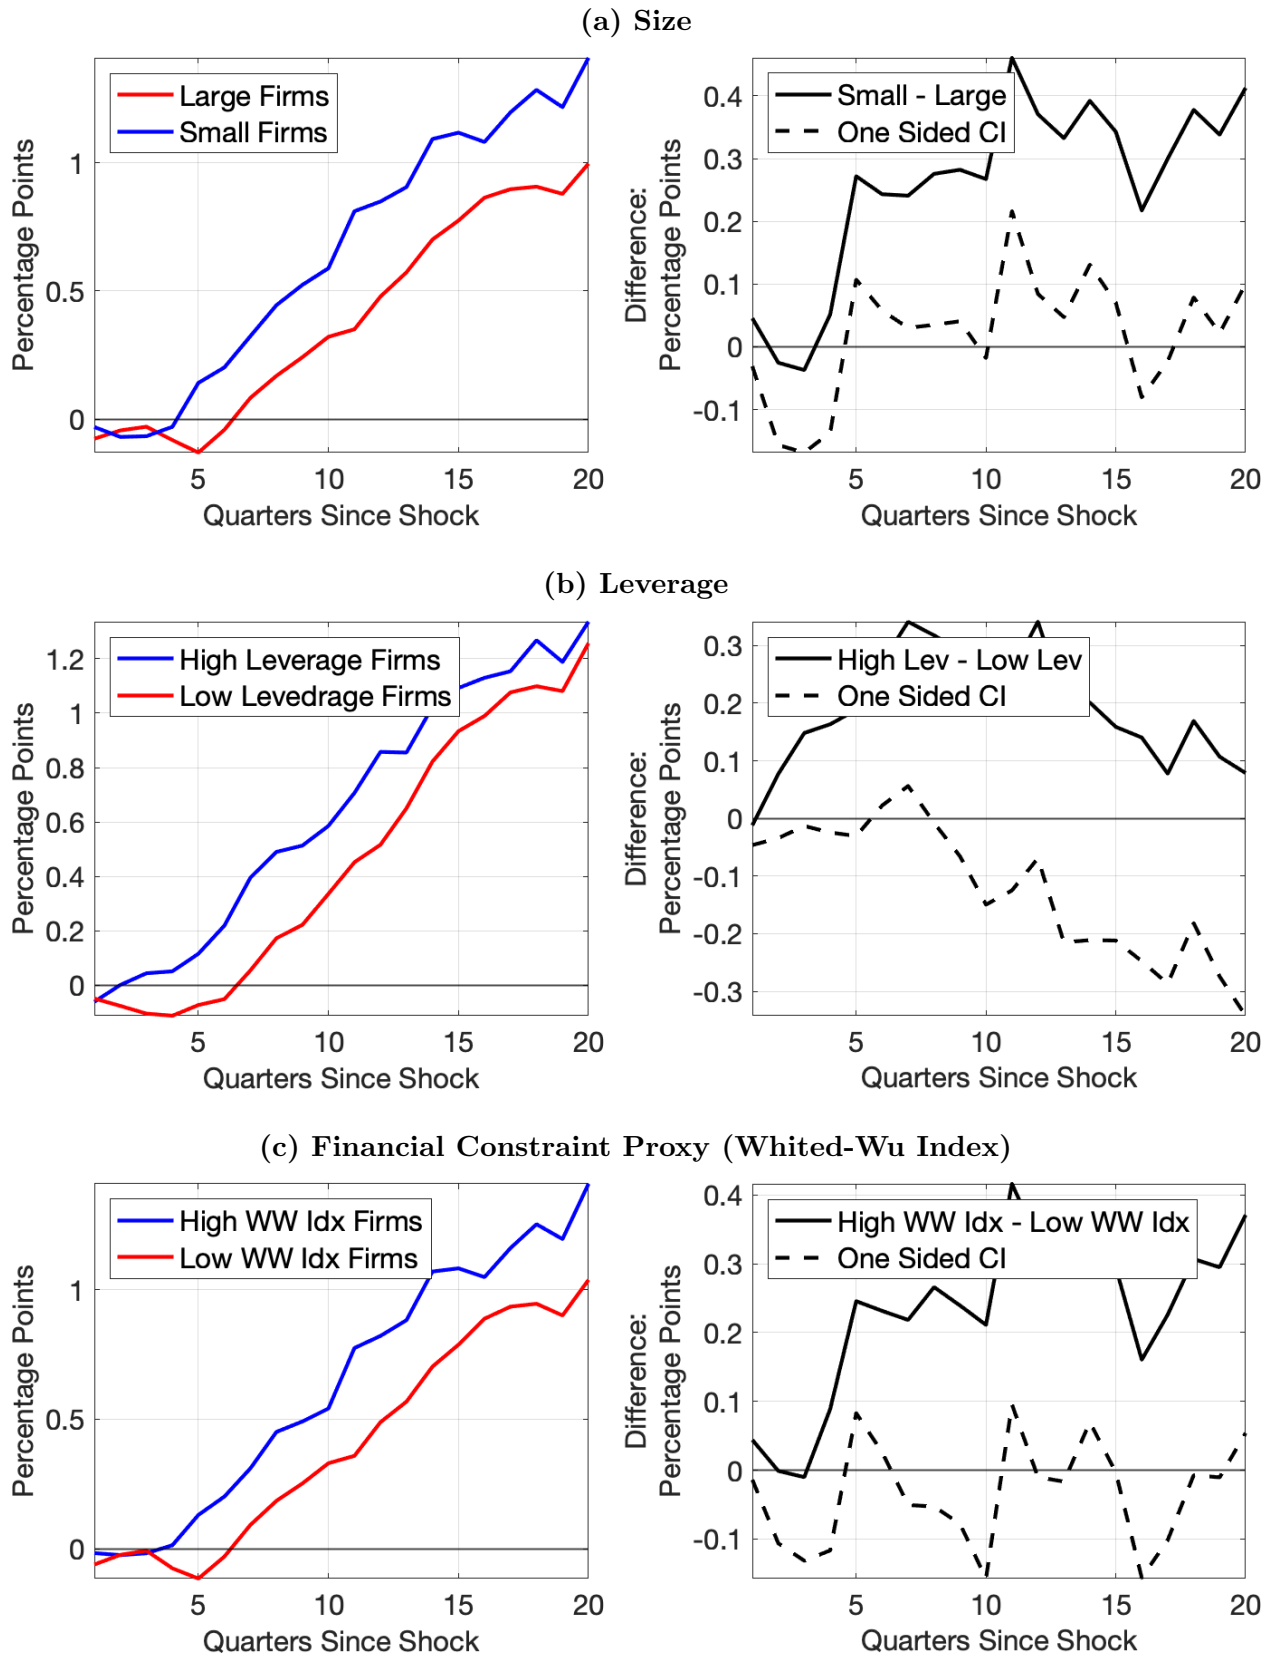 (a) Size
Large Firms
Small Firms
Percentage Points
1
0.5
0
5 10 15 20
Quarters Since Shock
Small - Large
One Sided CI
Difference:
Percentage Points
0.4
0.3
0.2
0.1
0
-0.1
5 10 15 20
Quarters Since Shock
(b) Leverage
High Leverage Firms
Low Levedrage Firms
Percentage Points
1.2
1
0.8
0.6
0.4
0.2
0
5 10 15 20
Quarters Since Shock
High Lev - Low Lev
One Sided CI
Difference:
Percentage Points
0.3
0.2
0.1
0
-0.1
-0.2
-0.3
5 10 15 20
Quarters Since Shock
(c) Financial Constraint Proxy (Whited-Wu Index)
High WW Idx Firms
Low WW Idx Firms
Percentage Points
1
0.5
0
5 10 15 20
Quarters Since Shock
High WW Idx - Low WW Idx
One Sided CI
Difference:
Percentage Points
0.4
0.3
0.2
0.1
0
-0.1
5 10 15 20
Quarters Since Shock